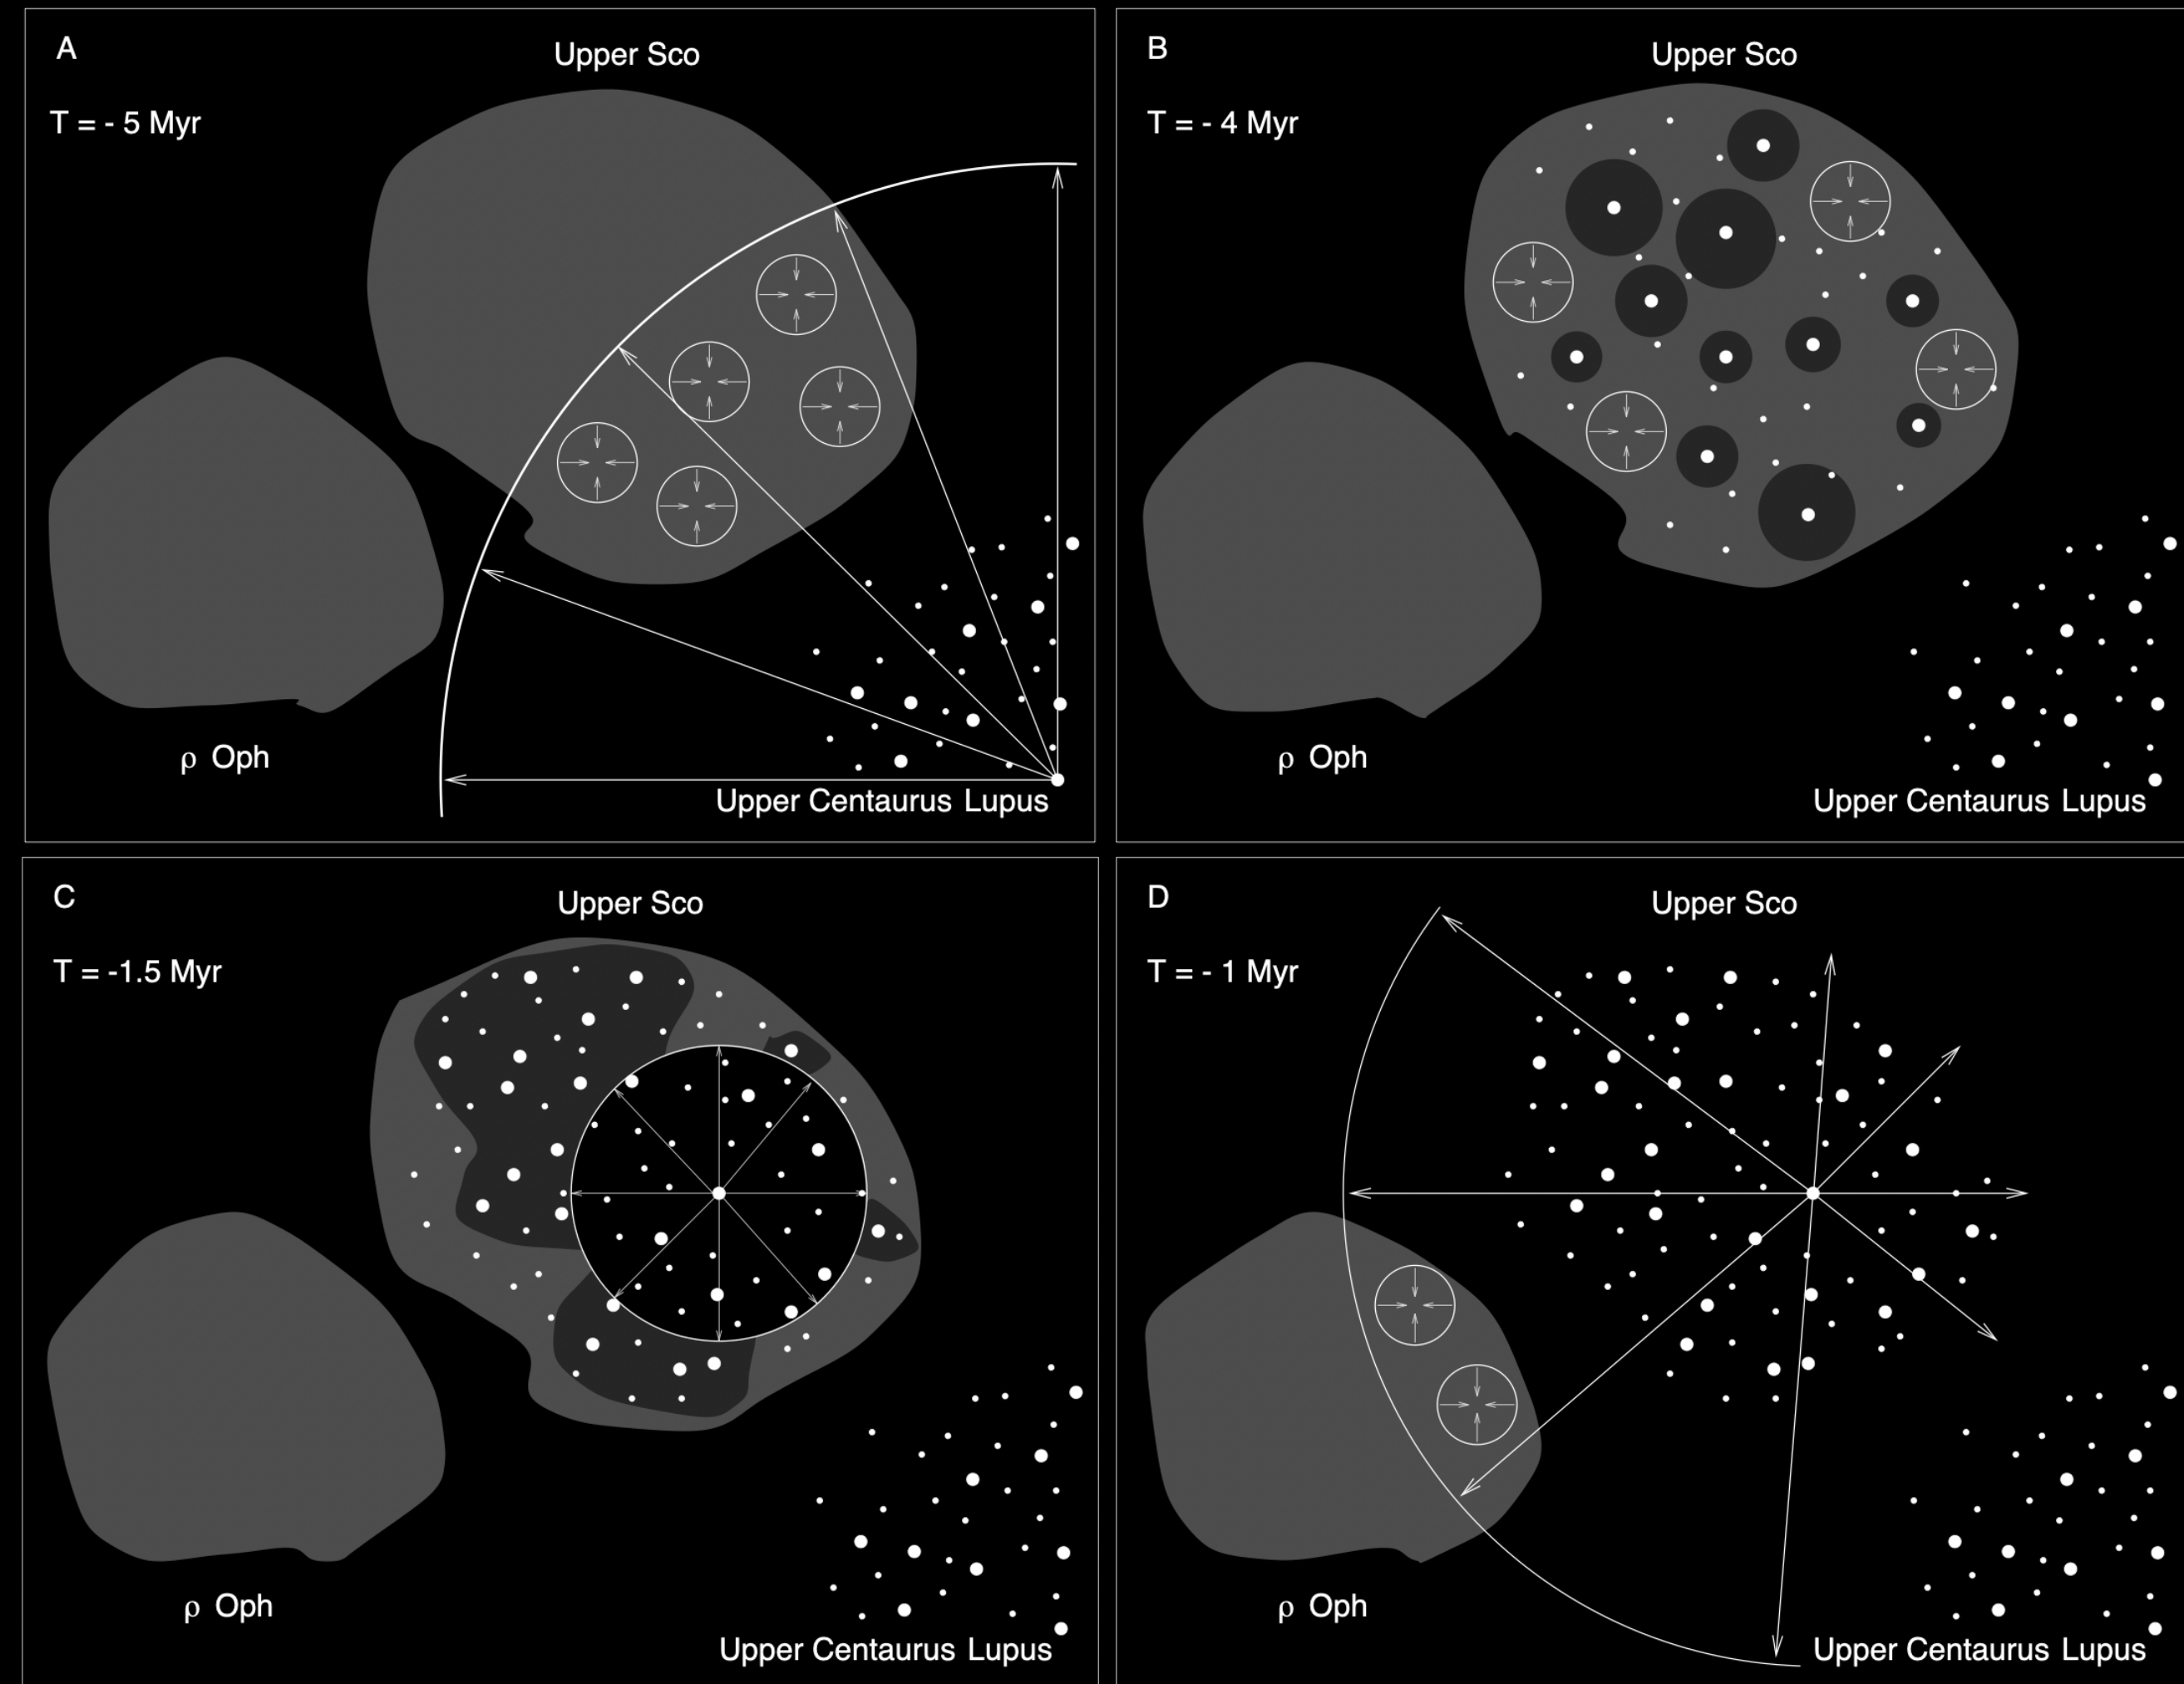 A
Upper Sco
T = - 5 Myr
ρ Oph
Upper Centaurus Lupus
B
Upper Sco
T = - 4 Myr
ρ Oph
Upper Centaurus Lupus
C
Upper Sco
T = -1.5 Myr
ρ Oph
Upper Centaurus Lupus
D
Upper Sco
T = - 1 Myr
ρ Oph
Upper Centaurus Lupus